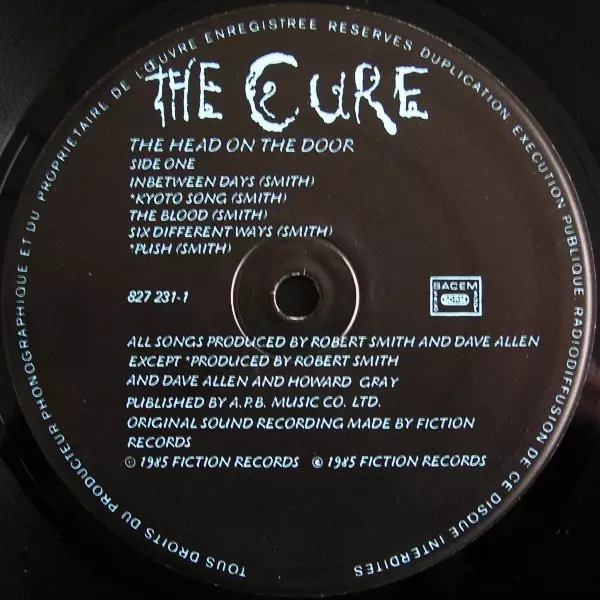 TOUS DROITS DU PRODUCTEUR PHONOGRAPHIQUE ET DU PROPRIETAIRE DE L'ŒUVRE ENREGISTREE RESERVES DUPLICATION EXECUTION PUBLIQUE RADIODIFFUSION DE CE DISQUE INTERDITES
THE CURE
THE HEAD ON THE DOOR
SIDE ONE
INBETWEEN DAYS (SMITH)
*KYOTO SONG (SMITH)
THE BLOOD (SMITH)
SIX DIFFERENT WAYS (SMITH)
*PUSH (SMITH)
827 231-1
SACEM
ALL SONGS PRODUCED BY ROBERT SMITH AND DAVE ALLEN
EXCEPT *PRODUCED BY ROBERT SMITH
AND DAVE ALLEN AND HOWARD GRAY
PUBLISHED BY A.P.B. MUSIC CO. LTD.
ORIGINAL SOUND RECORDING MADE BY FICTION
RECORDS
℗ 1985 FICTION RECORDS © 1985 FICTION RECORDS